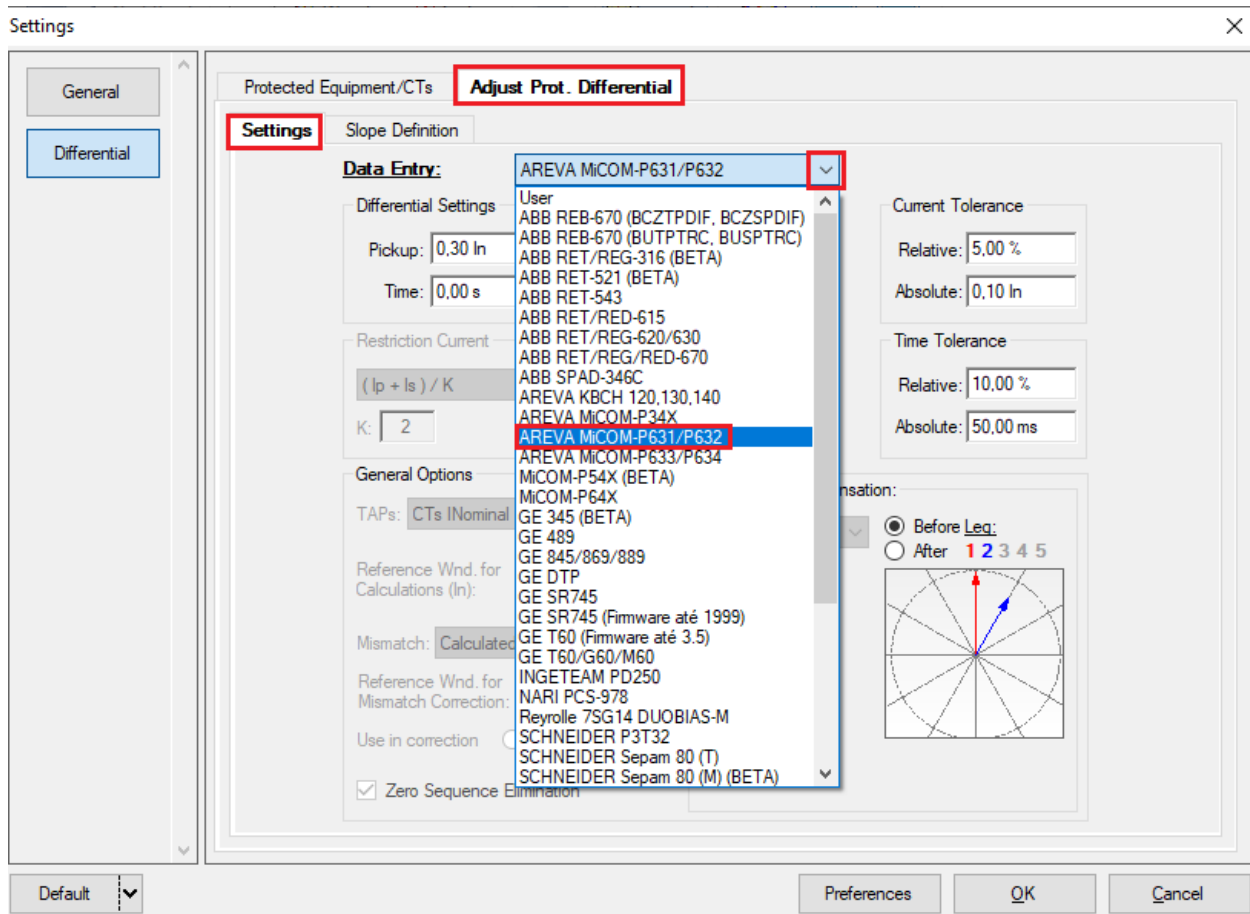 Settings
General
Differential
Protected Equipment/CTs
Adjust Prot. Differential
Settings
Slope Definition
Data Entry:
AREVA MiCOM-P631/P632
User
ABB REB-670 (BCZTPDIF, BCZSPDIF)
ABB REB-670 (BUTPTRC, BUSPTRC)
ABB RET/REG-316 (BETA)
ABB RET-521 (BETA)
ABB RET-543
ABB RET/RED-615
ABB RET/REG-620/630
ABB RET/REG/RED-670
ABB SPAD-346C
AREVA KBCH 120,130,140
AREVA MiCOM-P34X
AREVA MiCOM-P631/P632
AREVA MiCOM-P633/P634
MiCOM-P54X (BETA)
MiCOM-P64X
GE 345 (BETA)
GE 489
GE 845/869/889
GE DTP
GE SR745
GE SR745 (Firmware até 1999)
GE T60 (Firmware até 3.5)
GE T60/G60/M60
INGETEAM PD250
NARI PCS-978
Reyrolle 7SG14 DUOBIAS-M
SCHNEIDER P3T32
SCHNEIDER Sepam 80 (T)
SCHNEIDER Sepam 80 (M) (BETA)
Differential Settings
Pickup: 0,30 In
Time: 0,00 s
Restriction Current
( Ip + Is ) / K
K: 2
General Options
TAPs: CTs INominal
Reference Wnd. for
Calculations (In):
Mismatch: Calculated
Reference Wnd. for
Mismatch Correction:
Use in correction
Zero Sequence Elimination
Current Tolerance
Relative: 5,00 %
Absolute: 0,10 In
Time Tolerance
Relative: 10,00 %
Absolute: 50,00 ms
nsation:
Before Leg:
After 1 2 3 4 5
Default
Preferences
OK
Cancel